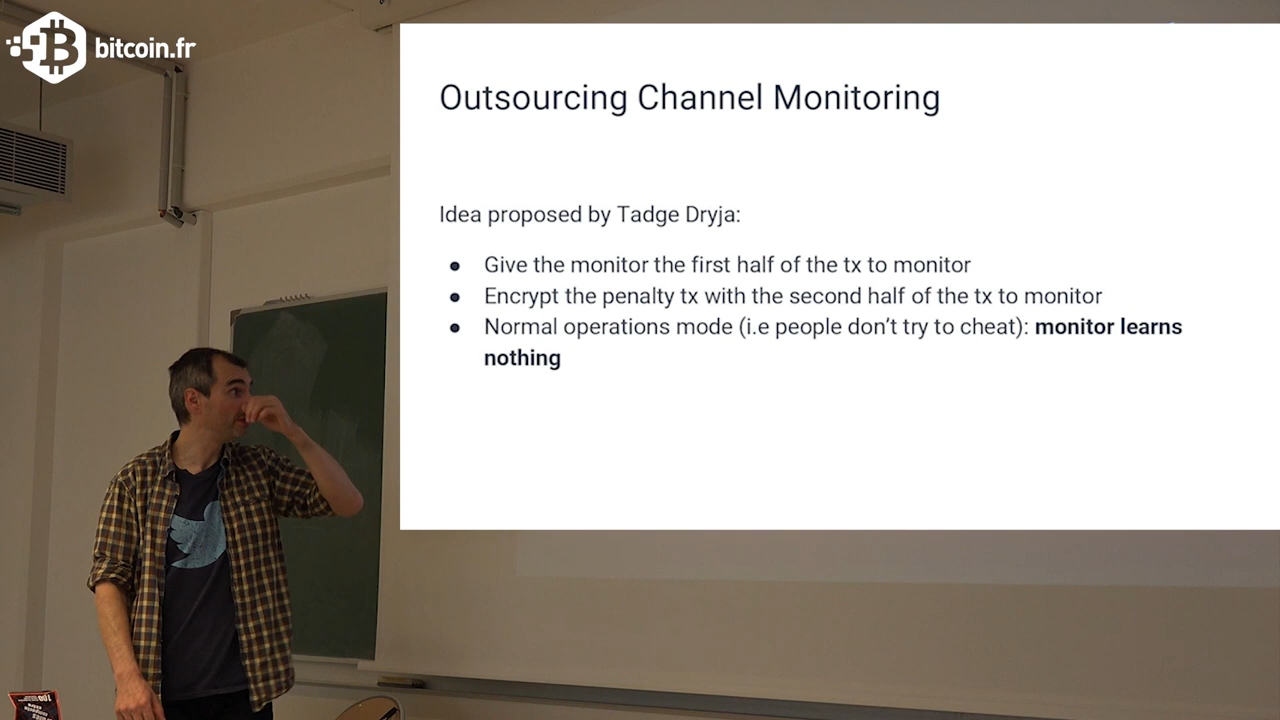 bitcoin.fr
Outsourcing Channel Monitoring
Idea proposed by Tadge Dryja:
● Give the monitor the first half of the tx to monitor
● Encrypt the penalty tx with the second half of the tx to monitor
● Normal operations mode (i.e people don’t try to cheat): monitor learns
nothing